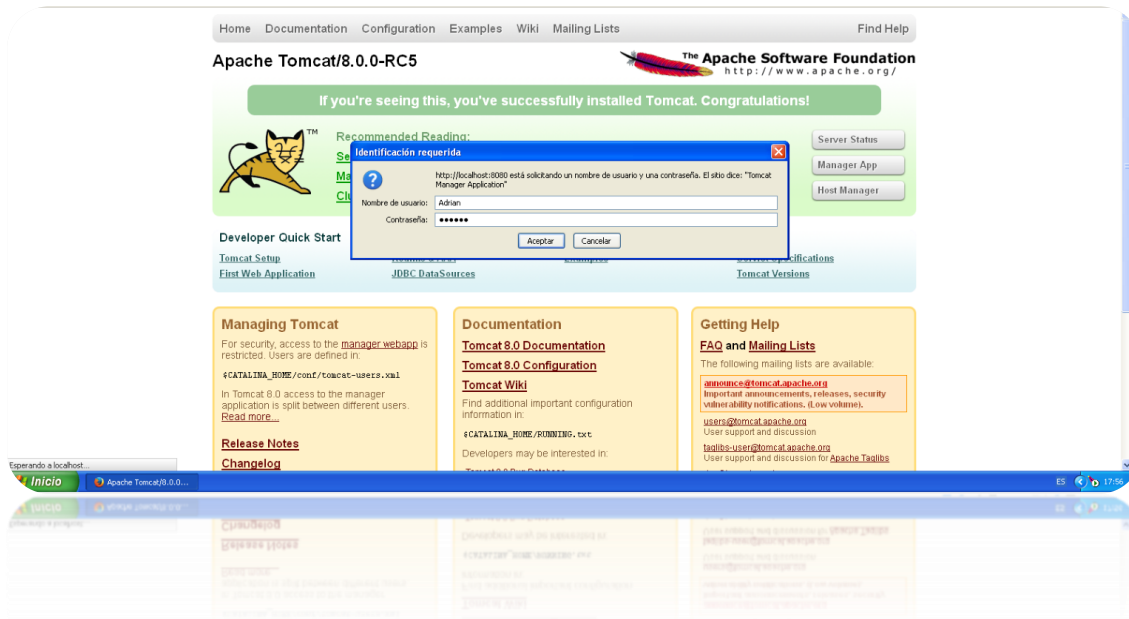 Home Documentation Configuration Examples Wiki Mailing Lists Find Help
Apache Tomcat/8.0.0-RC5
The Apache Software Foundation
http://www.apache.org/
If you're seeing this, you've successfully installed Tomcat. Congratulations!
TM
Recommended Reading:
Server Status
Manager App
Host Manager
Identificación requerida
http://localhost:8080 está solicitando un nombre de usuario y una contraseña. El sitio dice: "Tomcat
Manager Application"
Nombre de usuario: Adrian
Contraseña: ●●●●●●
Aceptar Cancelar
Developer Quick Start
Tomcat Setup
First Web Application
JDBC DataSources
Tomcat Versions
Managing Tomcat
For security, access to the manager webapp is
restricted. Users are defined in:
$CATALINA_HOME/conf/tomcat-users.xml
In Tomcat 8.0 access to the manager
application is split between different users.
Read more...
Release Notes
Changelog
Documentation
Tomcat 8.0 Documentation
Tomcat 8.0 Configuration
Tomcat Wiki
Find additional important configuration
information in:
$CATALINA_HOME/RUNNING.txt
Developers may be interested in:
Getting Help
FAQ and Mailing Lists
The following mailing lists are available:
announce@tomcat.apache.org
Important announcements, releases, security
vulnerability notifications. (Low volume).
users@tomcat.apache.org
User support and discussion
taglibs-user@tomcat.apache.org
User support and discussion for Apache Taglibs
Esperando a localhost...
Inicio
Apache Tomcat/8.0.0...
ES 17:56